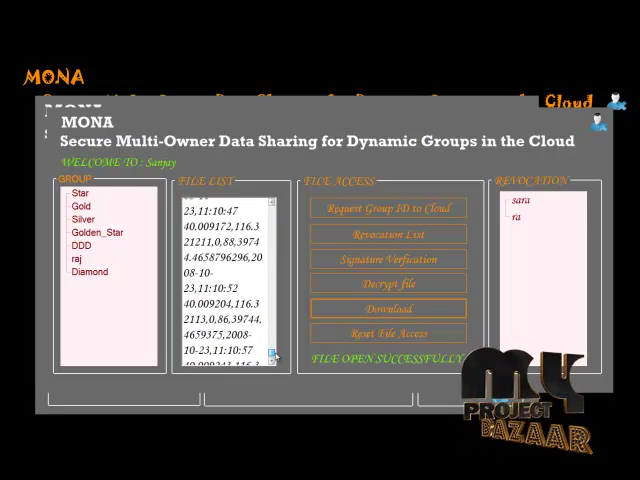 MONA
Cloud
MONA
Secure Multi-Owner Data Sharing for Dynamic Groups in the Cloud
WELCOME TO : Sanjay
GROUP
Star
Gold
Silver
Golden_Star
DDD
raj
Diamond
FILE LIST
23,11:10:47
40.009172,116.3
21211,0,88,3974
4.4658796296,20
08-10-
23,11:10:52
40.009204,116.3
2113,0,86,39744.
4659375,2008-
10-23,11:10:57
40.009243,116.3
FILE ACCESS
Request Group ID to Cloud
Revocation List
Signature Verfication
Decrypt file
Download
Reset File Access
FILE OPEN SUCCESSFULLY
REVOCATION
sara
ra
my
PROJECT
BAZAAR